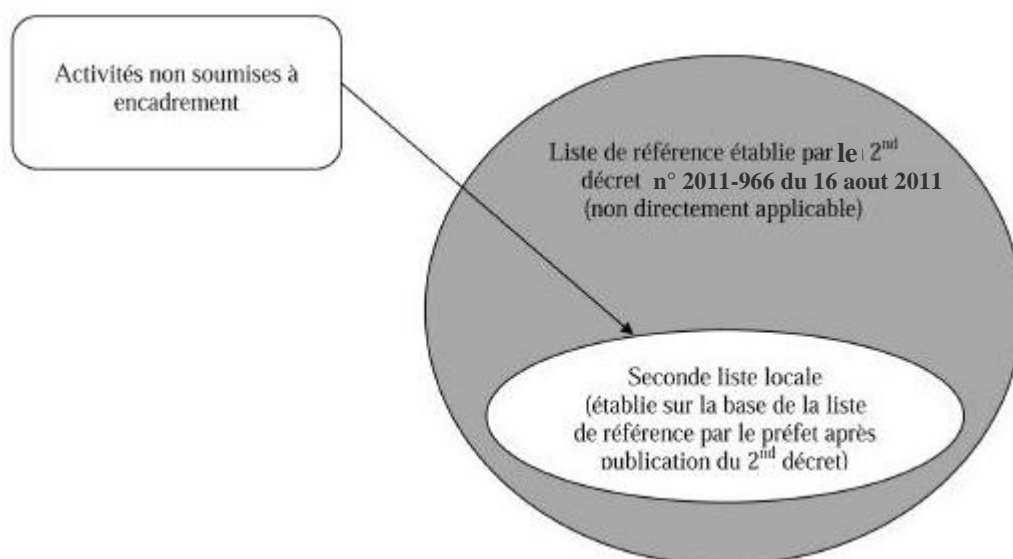 Activités non soumises à
encadrement
Liste de référence établie par le 2nd
décret n° 2011-966 du 16 aout 2011
(non directement applicable)
Seconde liste locale
(établie sur la base de la liste
de référence par le préfet après
publication du 2nd décret)